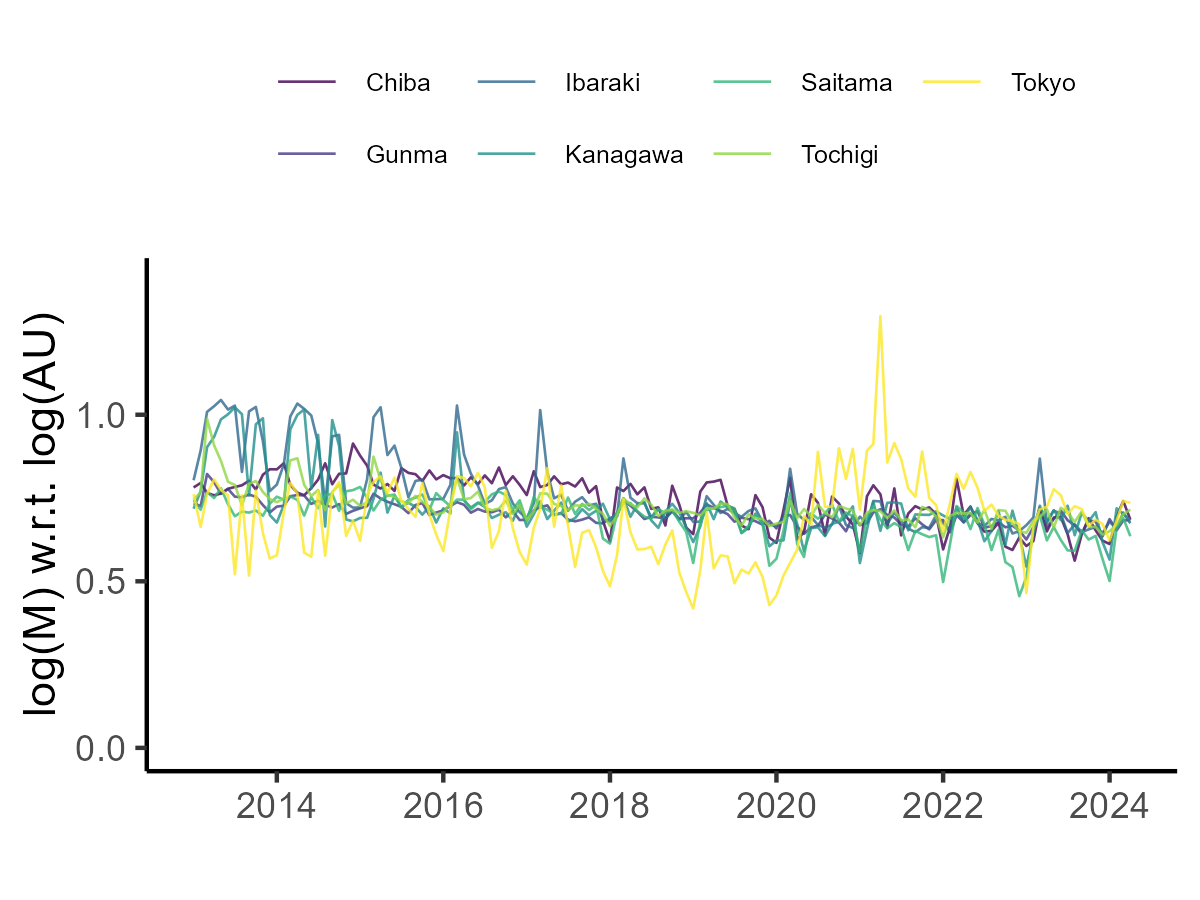 Chiba Ibaraki Saitama Tokyo
Gunma Kanagawa Tochigi
log(M) w.r.t. log(AU)
1.0
0.5
0.0
2014 2016 2018 2020 2022 2024